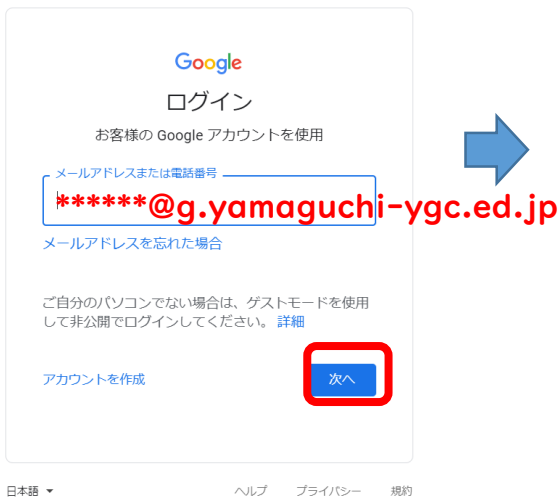 Google
ログイン
お客様の Google アカウントを使用
メールアドレスまたは電話番号
******@g.yamaguchi-ygc.ed.jp
メールアドレスを忘れた場合
ご自分のパソコンでない場合は、ゲストモードを使用
して非公開でログインしてください。 詳細
アカウントを作成
次へ
日本語
ヘルプ プライバシー 規約